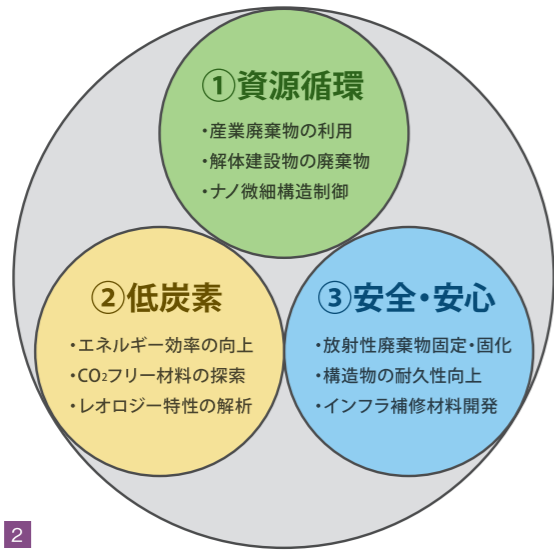 ①資源循環
・産業廃棄物の利用
・解体建設物の廃棄物
・ナノ微細構造制御
②低炭素
・エネルギー効率の向上
・CO₂フリー材料の探索
・レオロジー特性の解析
③安全・安心
・放射性廃棄物固定・固化
・構造物の耐久性向上
・インフラ補修材料開発
2